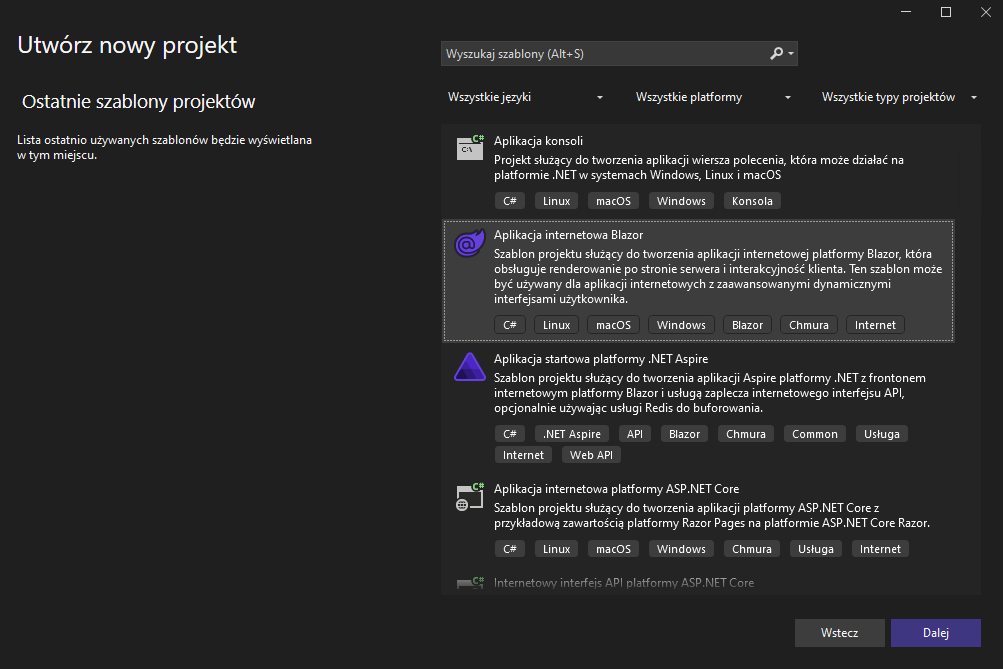 Utwórz nowy projekt
Wyszukaj szablony (Alt+S)
Ostatnie szablony projektów
Lista ostatnio używanych szablonów będzie wyświetlana
w tym miejscu.
Wszystkie języki
Wszystkie platformy
Wszystkie typy projektów
C#
C:\
Aplikacja konsoli
Projekt służący do tworzenia aplikacji wiersza polecenia, która może działać na
platformie .NET w systemach Windows, Linux i macOS
C# Linux macOS Windows Konsola
Aplikacja internetowa Blazor
Szablon projektu służący do tworzenia aplikacji internetowej platformy Blazor, która
obsługuje renderowanie po stronie serwera i interakcyjność klienta. Ten szablon może
być używany dla aplikacji internetowych z zaawansowanymi dynamicznymi
interfejsami użytkownika.
C# Linux macOS Windows Blazor Chmura Internet
Aplikacja startowa platformy .NET Aspire
Szablon projektu służący do tworzenia aplikacji Aspire platformy .NET z frontonem
internetowym platformy Blazor i usługą zaplecza internetowego interfejsu API,
opcjonalnie używając usługi Redis do buforowania.
C# .NET Aspire API Blazor Chmura Common Usługa
Internet Web API
C#
Aplikacja internetowa platformy ASP.NET Core
Szablon projektu służący do tworzenia aplikacji platformy ASP.NET Core z
przykładową zawartością platformy Razor Pages na platformie ASP.NET Core Razor.
C# Linux macOS Windows Chmura Usługa Internet
C#
Internetowy interfejs API platformy ASP.NET Core
Wstecz
Dalej